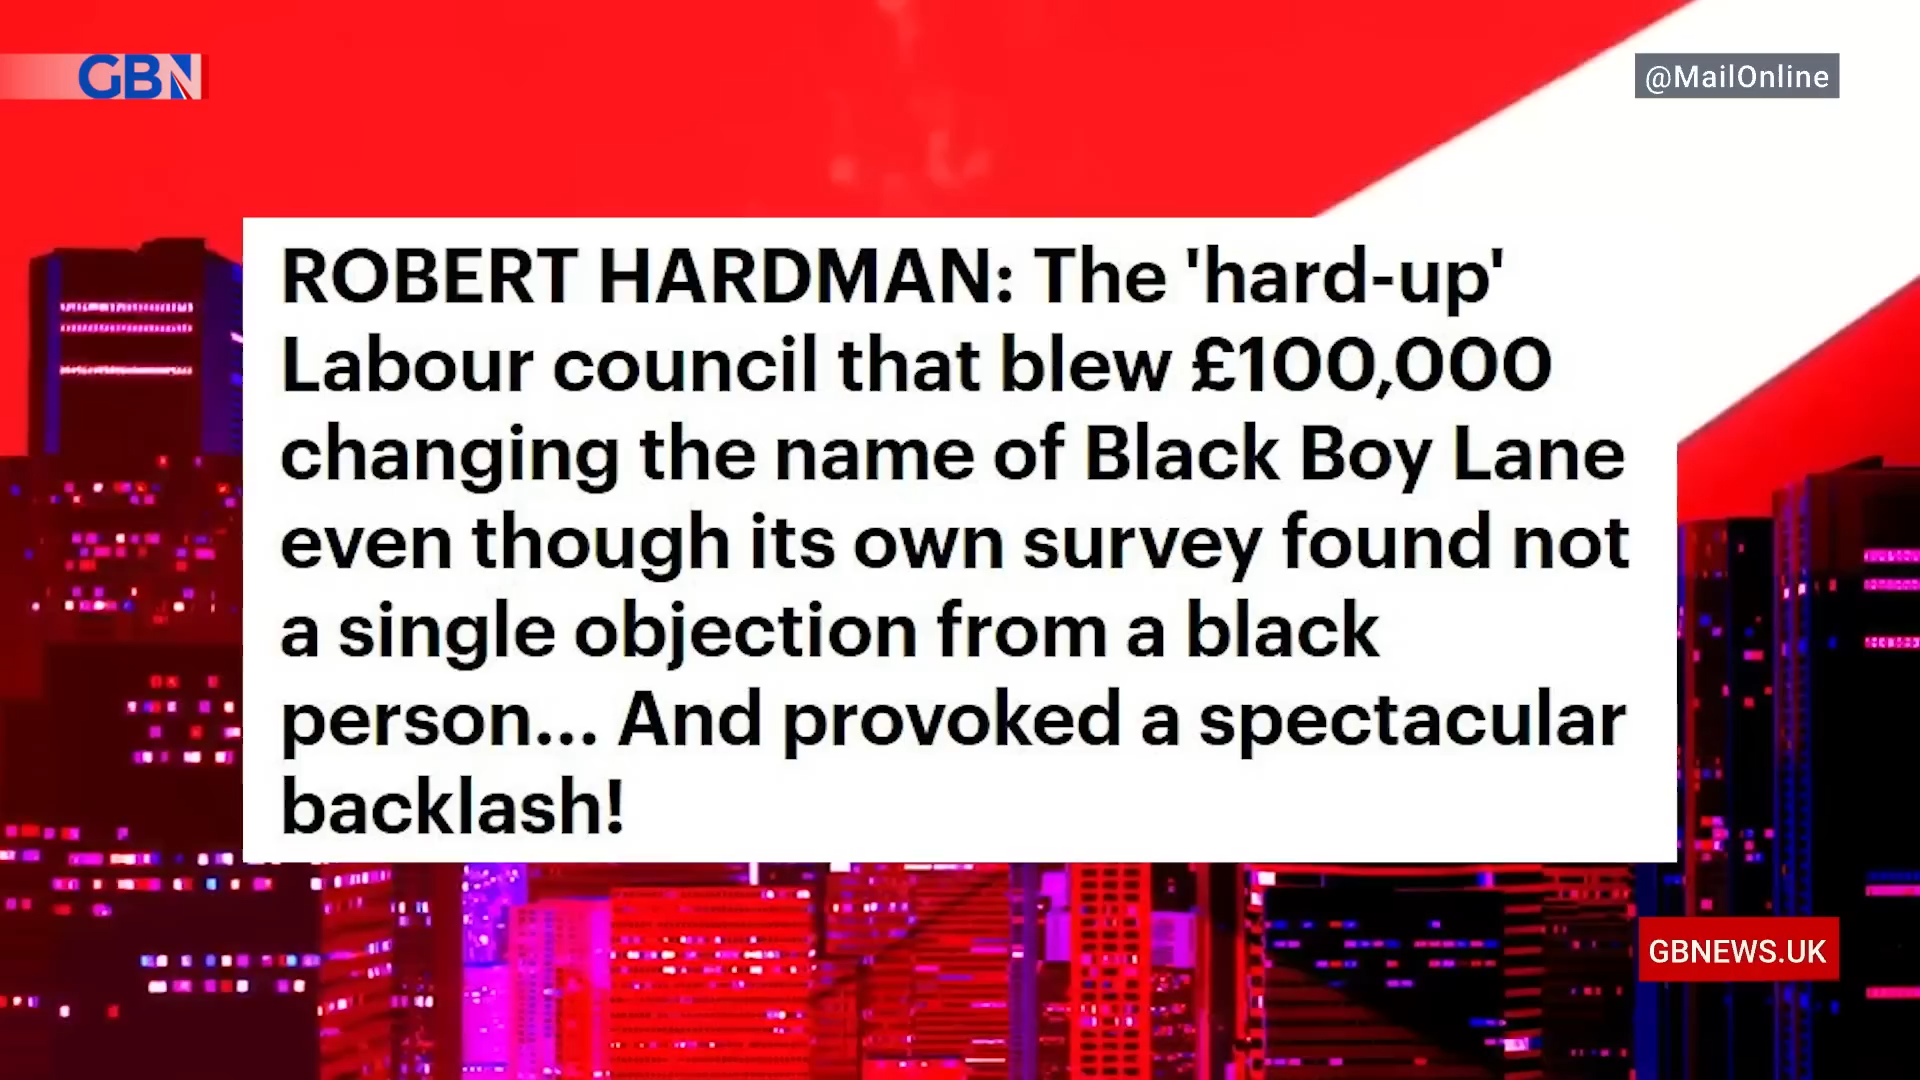 GBN
@MailOnline
ROBERT HARDMAN: The 'hard-up'
Labour council that blew £100,000
changing the name of Black Boy Lane
even though its own survey found not
a single objection from a black
person... And provoked a spectacular
backlash!
GBNEWS.UK